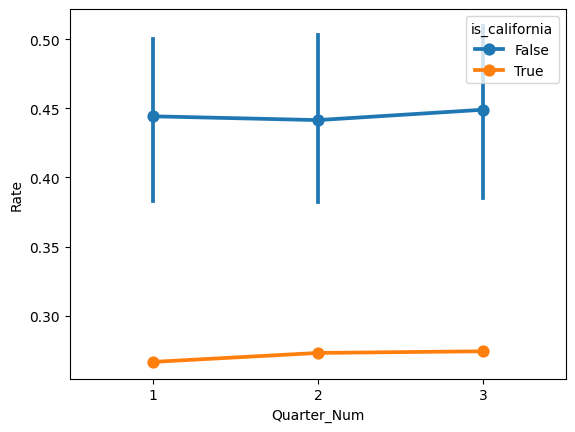 is_california
False
True
0.50
0.45
0.40
0.35
0.30
Rate
1 2 3
Quarter_Num